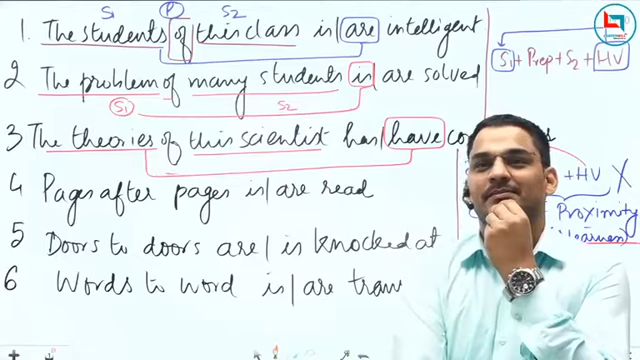 S1 P S2
1. The students of this class is/are intelligent
S1 + Prep + S2 + HV
2 The problem of many students is/are solved
S1 S2
3 The theories of this scientist has/have
+ HV X
4 Pages after pages is/are read
Proximity
5 Doors to doors are/is knocked at
6 Words to word is/are